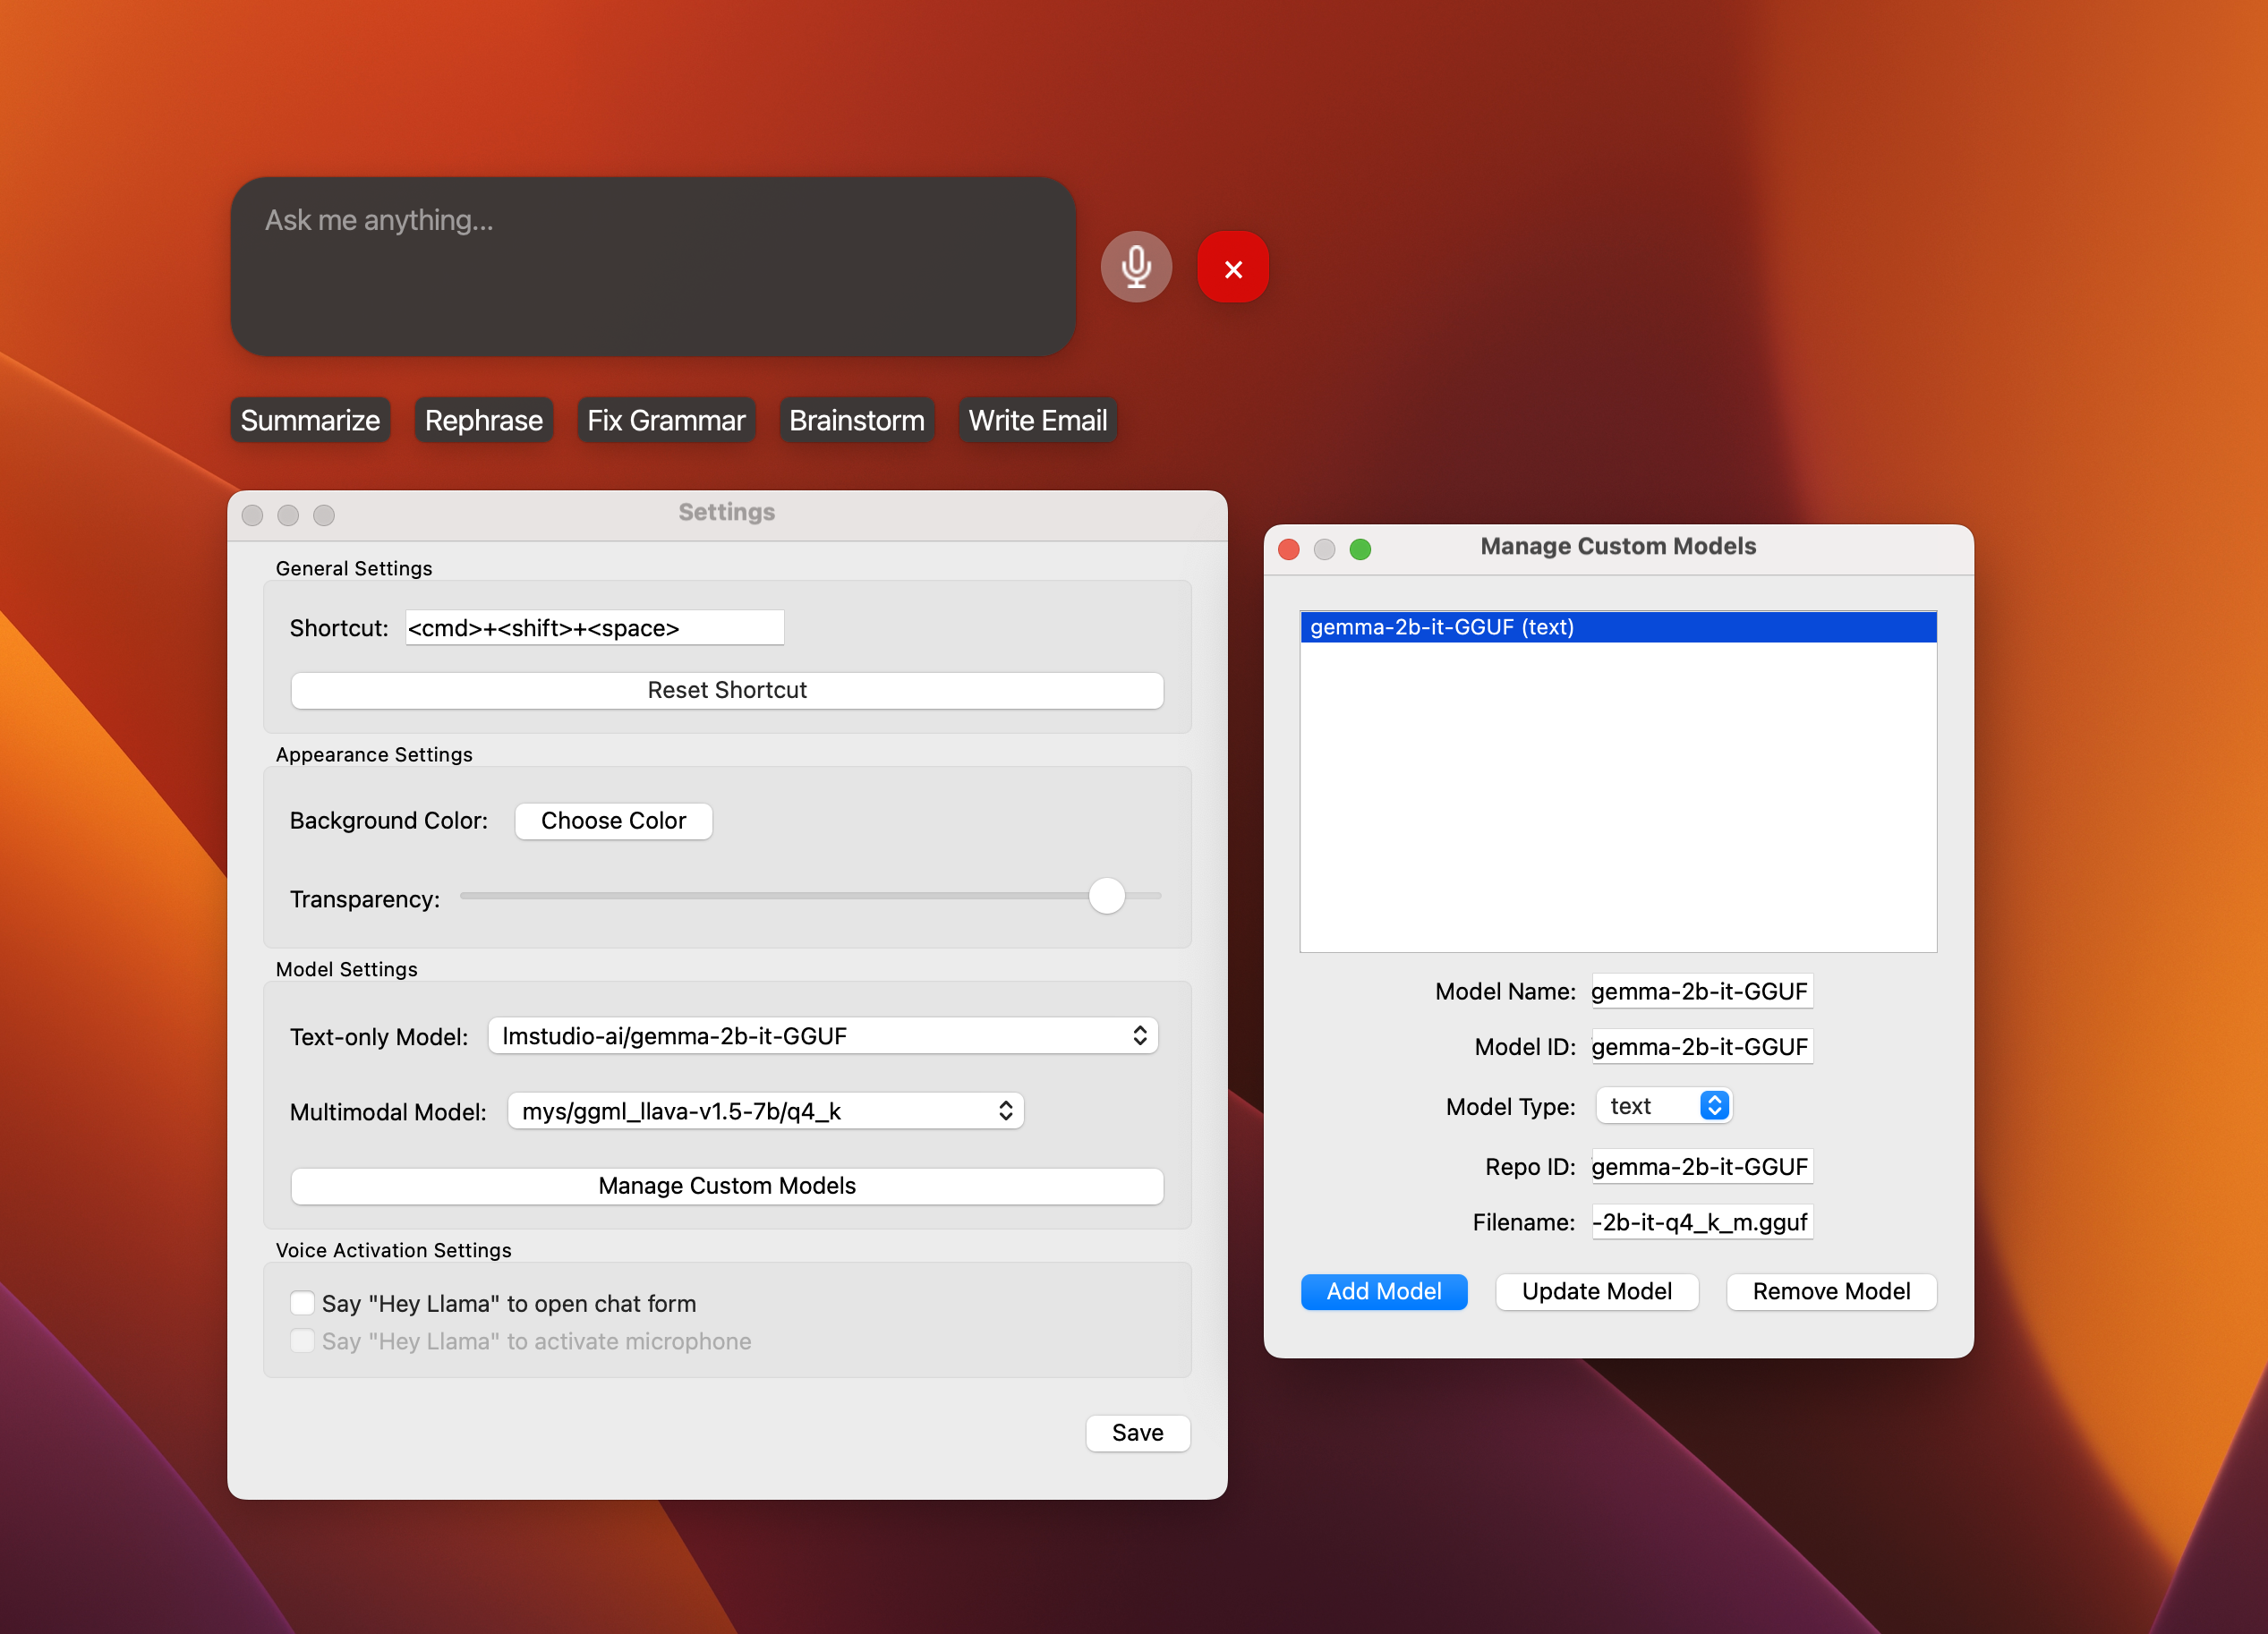 Ask me anything...
×
Summarize Rephrase Fix Grammar Brainstorm Write Email
Settings
General Settings
Shortcut: <cmd>+<shift>+<space>
Reset Shortcut
Appearance Settings
Background Color: Choose Color
Transparency:
Model Settings
Text-only Model: lmstudio-ai/gemma-2b-it-GGUF
Multimodal Model: mys/ggml_llava-v1.5-7b/q4_k
Manage Custom Models
Voice Activation Settings
Say "Hey Llama" to open chat form
Say "Hey Llama" to activate microphone
Save
Manage Custom Models
gemma-2b-it-GGUF (text)
Model Name: gemma-2b-it-GGUF
Model ID: gemma-2b-it-GGUF
Model Type: text
Repo ID: gemma-2b-it-GGUF
Filename: -2b-it-q4_k_m.gguf
Add Model Update Model Remove Model